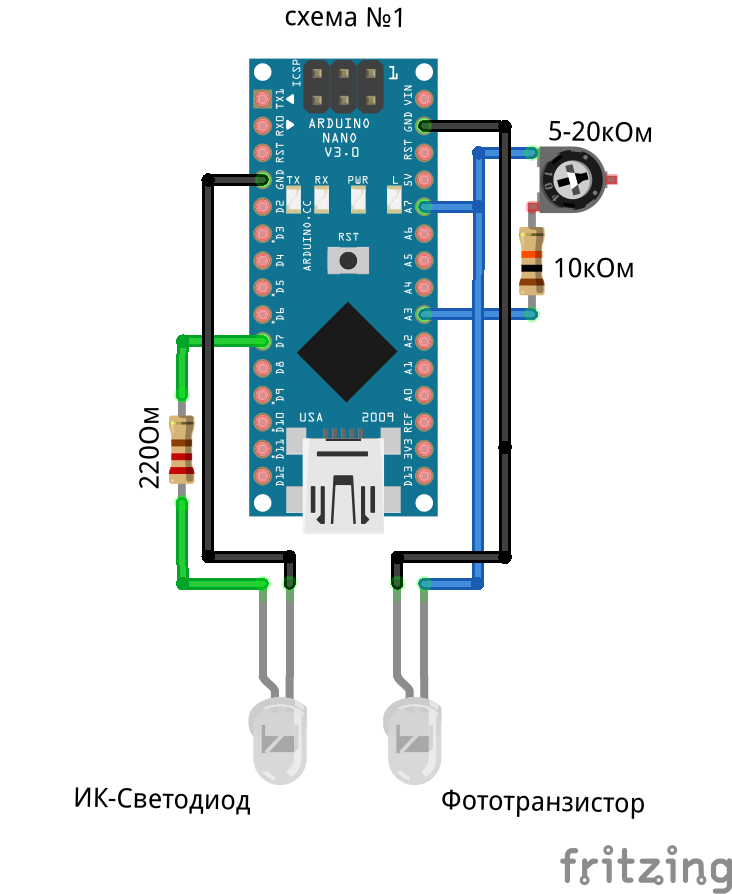 схема №1
ICSP
1
TX1
RX0
RST
GND
D2
D3
D4
D5
D6
D7
D8
D9
D10
D11
D12
ARDUINO
NANO
V3.0
TX RX PWR L
ARDUINO.CC
RST
USA 2009
VIN
GND
RST
5V
A7
A6
A5
A4
A3
A2
A1
A0
REF
3V3
D13
5-20кОм
10кОм
220Ом
ИК-Светодиод
Фототранзистор
fritzing